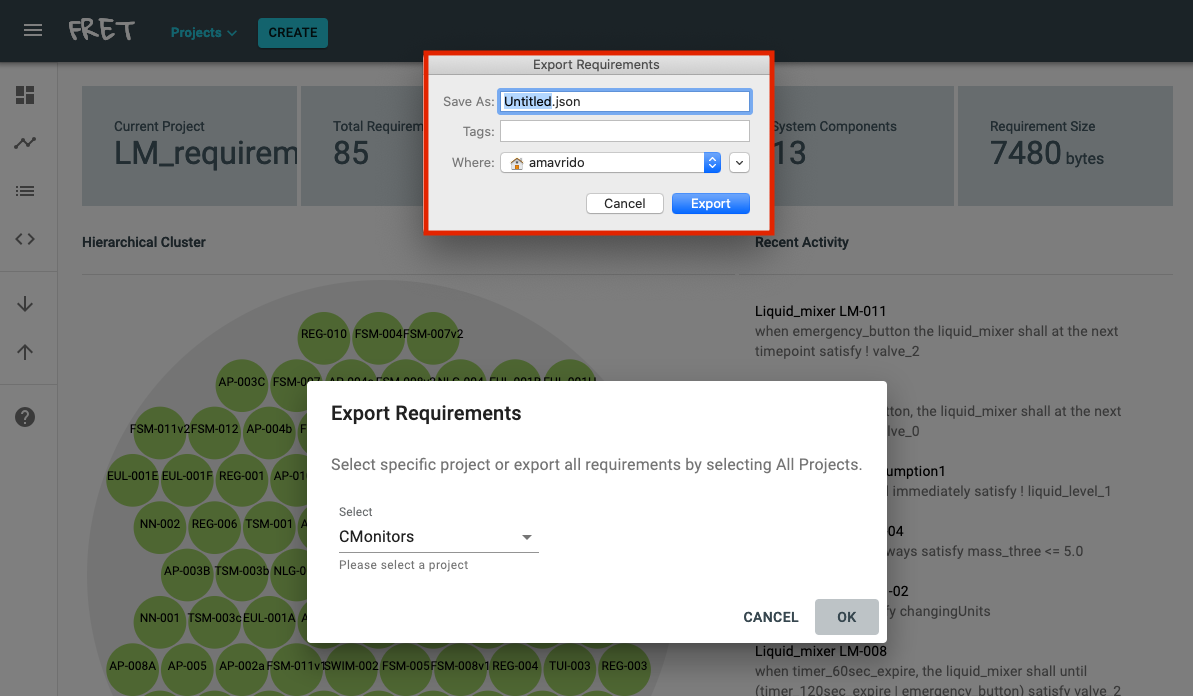 FRET
Projects
CREATE
Export Requirements
Save As: Untitled.json
Tags:
Where: amavrido
Cancel
Export
Current Project
LM_requirem
Total Requirem
85
System Components
13
Requirement Size
7480 bytes
Hierarchical Cluster
Recent Activity
REG-010 FSM-004 FSM-007v2
AP-003C FSM-007 AP-004c FSM-008v2 NLG-004 EUL-001B EUL-001H
FSM-011v2 FSM-012 AP-004b
EUL-001E EUL-001F REG-001 AP-01
NN-002 REG-006 TSM-001
AP-003B TSM-003b NLG-0
NN-001 TSM-003c EUL-001A
AP-008A AP-005 AP-002a FSM-011v1 SWIM-002 FSM-005 FSM-008v1 REG-004 TUI-003 REG-003
Export Requirements
Select specific project or export all requirements by selecting All Projects.
Select
CMonitors
Please select a project
CANCEL
OK
Liquid_mixer LM-011
when emergency_button the liquid_mixer shall at the next
timepoint satisfy ! valve_2
tton, the liquid_mixer shall at the next
lve_0
umption1
immediately satisfy ! liquid_level_1
04
ways satisfy mass_three <= 5.0
-02
fy changingUnits
Liquid_mixer LM-008
when timer_60sec_expire, the liquid_mixer shall until
(timer_120sec_expire | emergency_button) satisfy valve_2